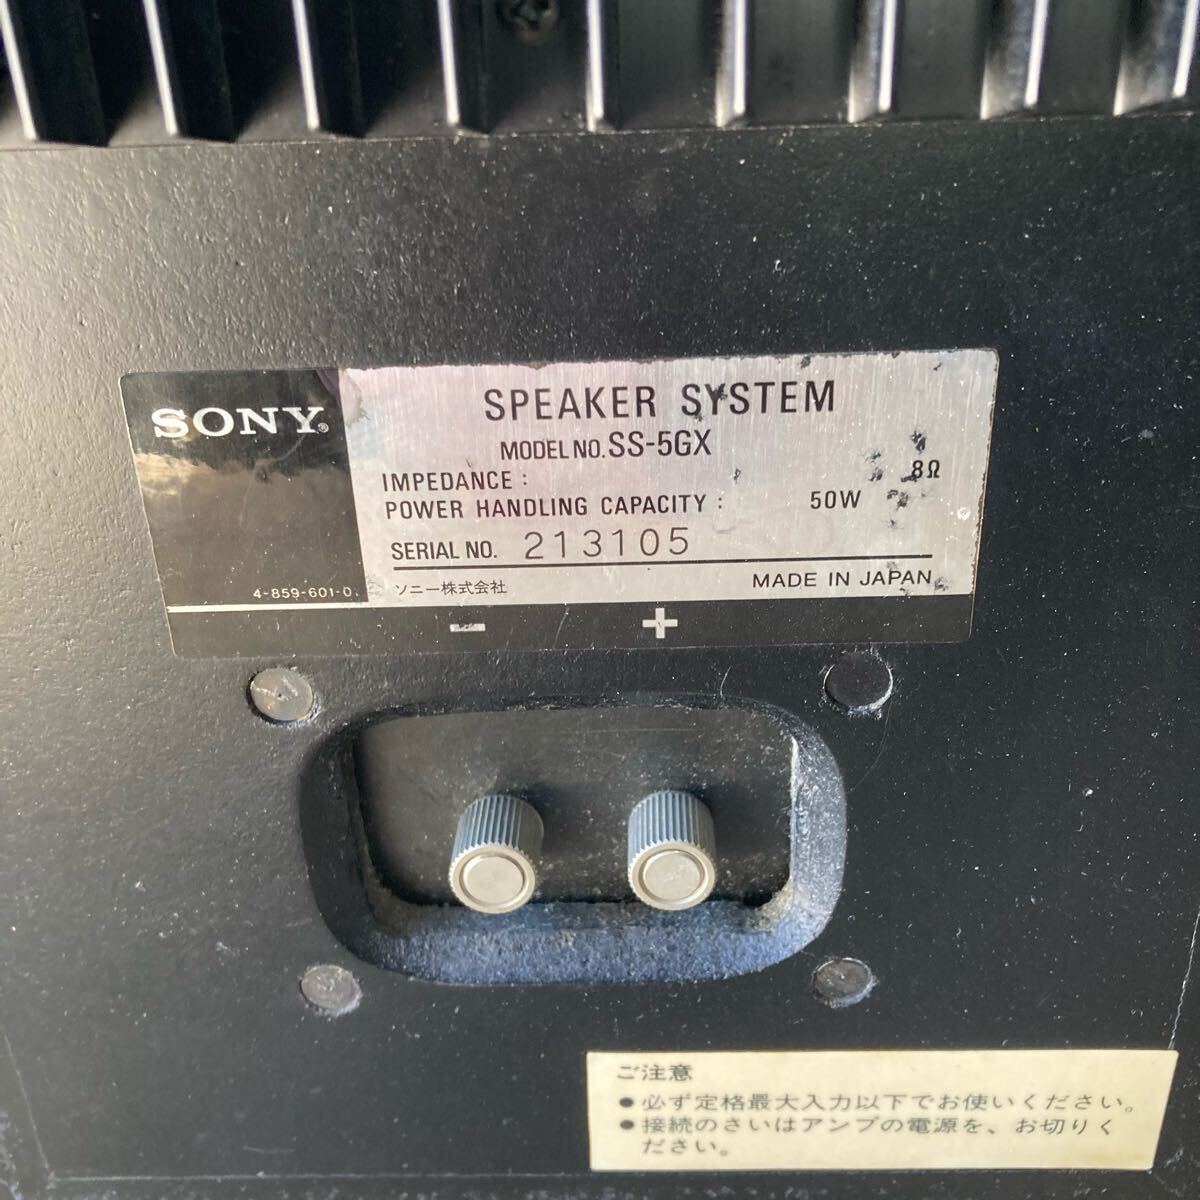 SONY®
SPEAKER SYSTEM
MODEL NO. SS-5GX
IMPEDANCE : 8Ω
POWER HANDLING CAPACITY : 50W
SERIAL NO. 213105
4-859-601-0
ソニー株式会社 MADE IN JAPAN
− +
ご注意
●必ず定格最大入力以下でお使いください。
●接続のさいはアンプの電源を、お切りく
ださい。